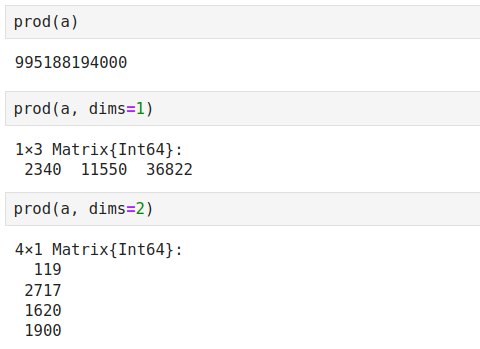 prod(a)
995188194000
prod(a, dims=1)
1×3 Matrix{Int64}:
 2340  11550  36822
prod(a, dims=2)
4×1 Matrix{Int64}:
  119
 2717
 1620
 1900